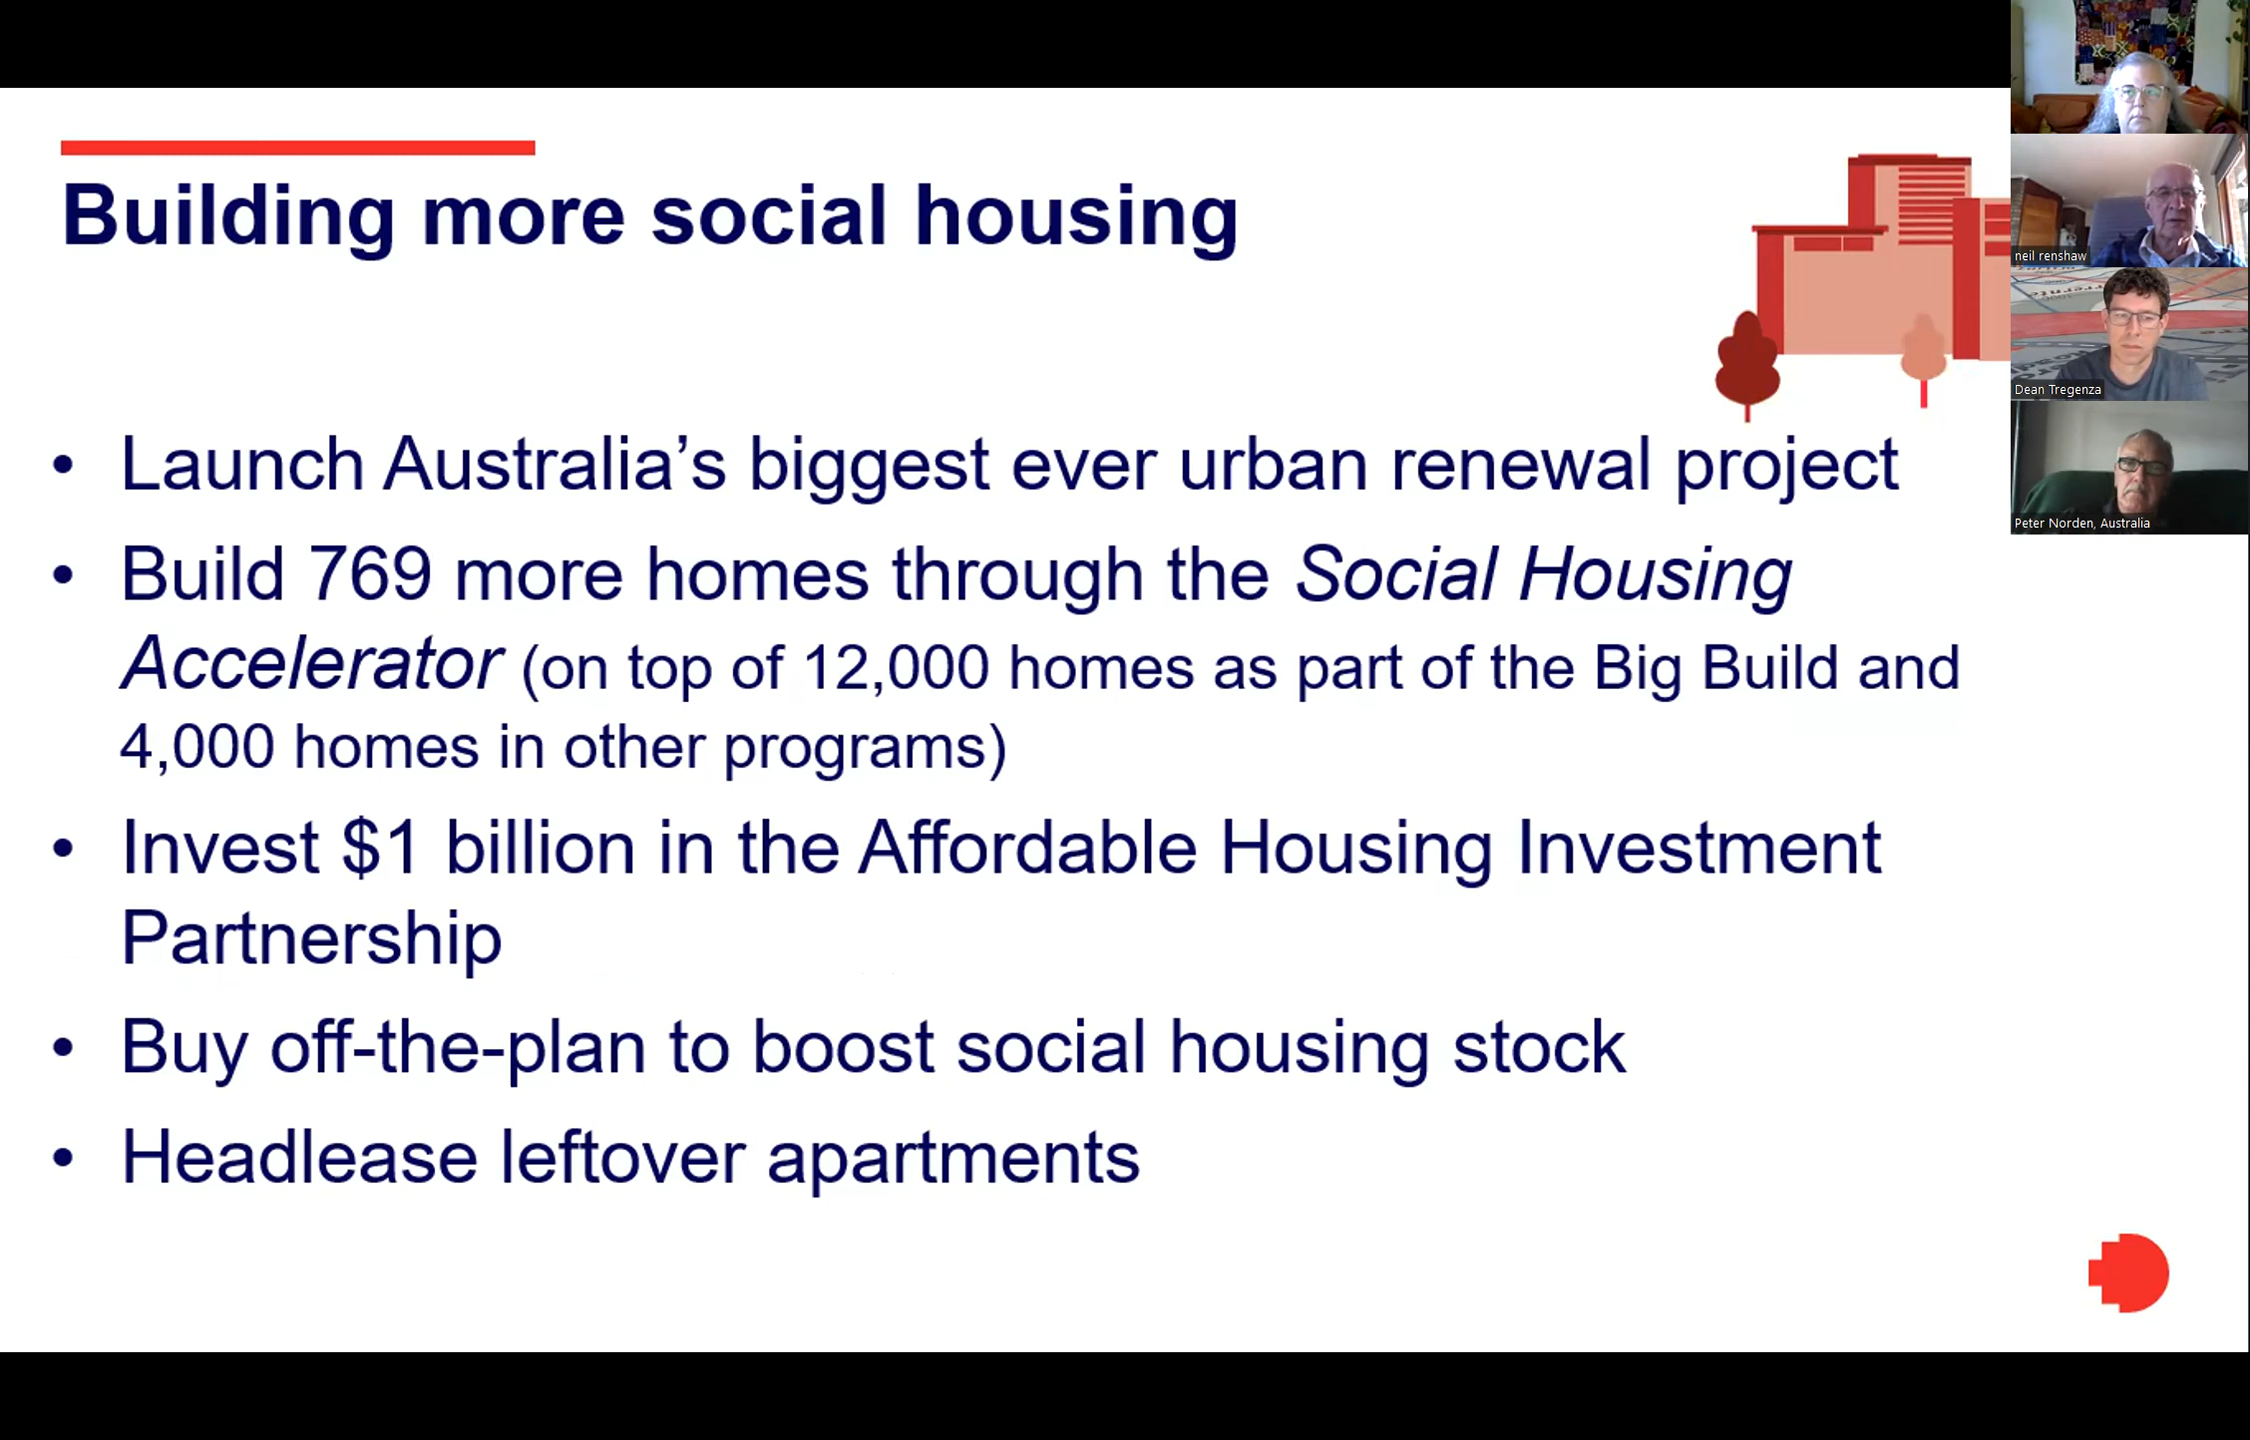 Building more social housing
• Launch Australia’s biggest ever urban renewal project
• Build 769 more homes through the Social Housing
Accelerator (on top of 12,000 homes as part of the Big Build and
4,000 homes in other programs)
• Invest $1 billion in the Affordable Housing Investment
Partnership
• Buy off-the-plan to boost social housing stock
• Headlease leftover apartments
neil renshaw
Dean Tregenza
Peter Norden, Australia